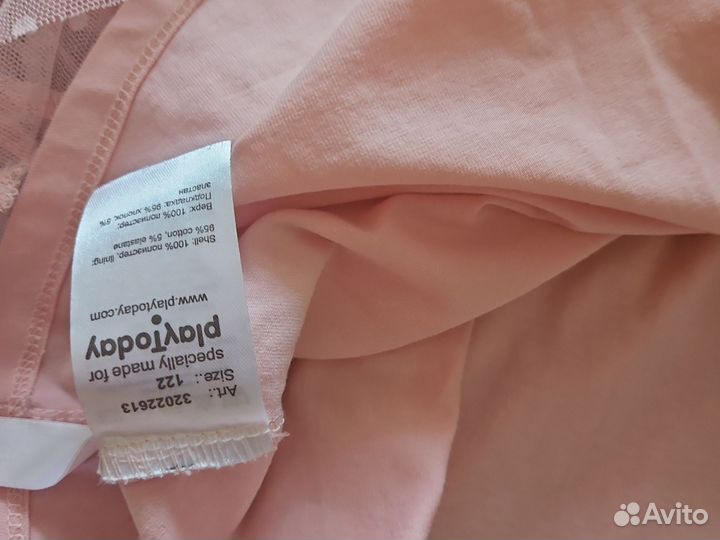 Art.: 32022613
Size.: 122
specially made for
playToday
www.playtoday.com
Shell: 100% полиэстер, lining:
95% cotton, 5% elastane
Верх: 100% полиэстер;
Подкладка: 95% хлопок, 5%
эластан
Avito